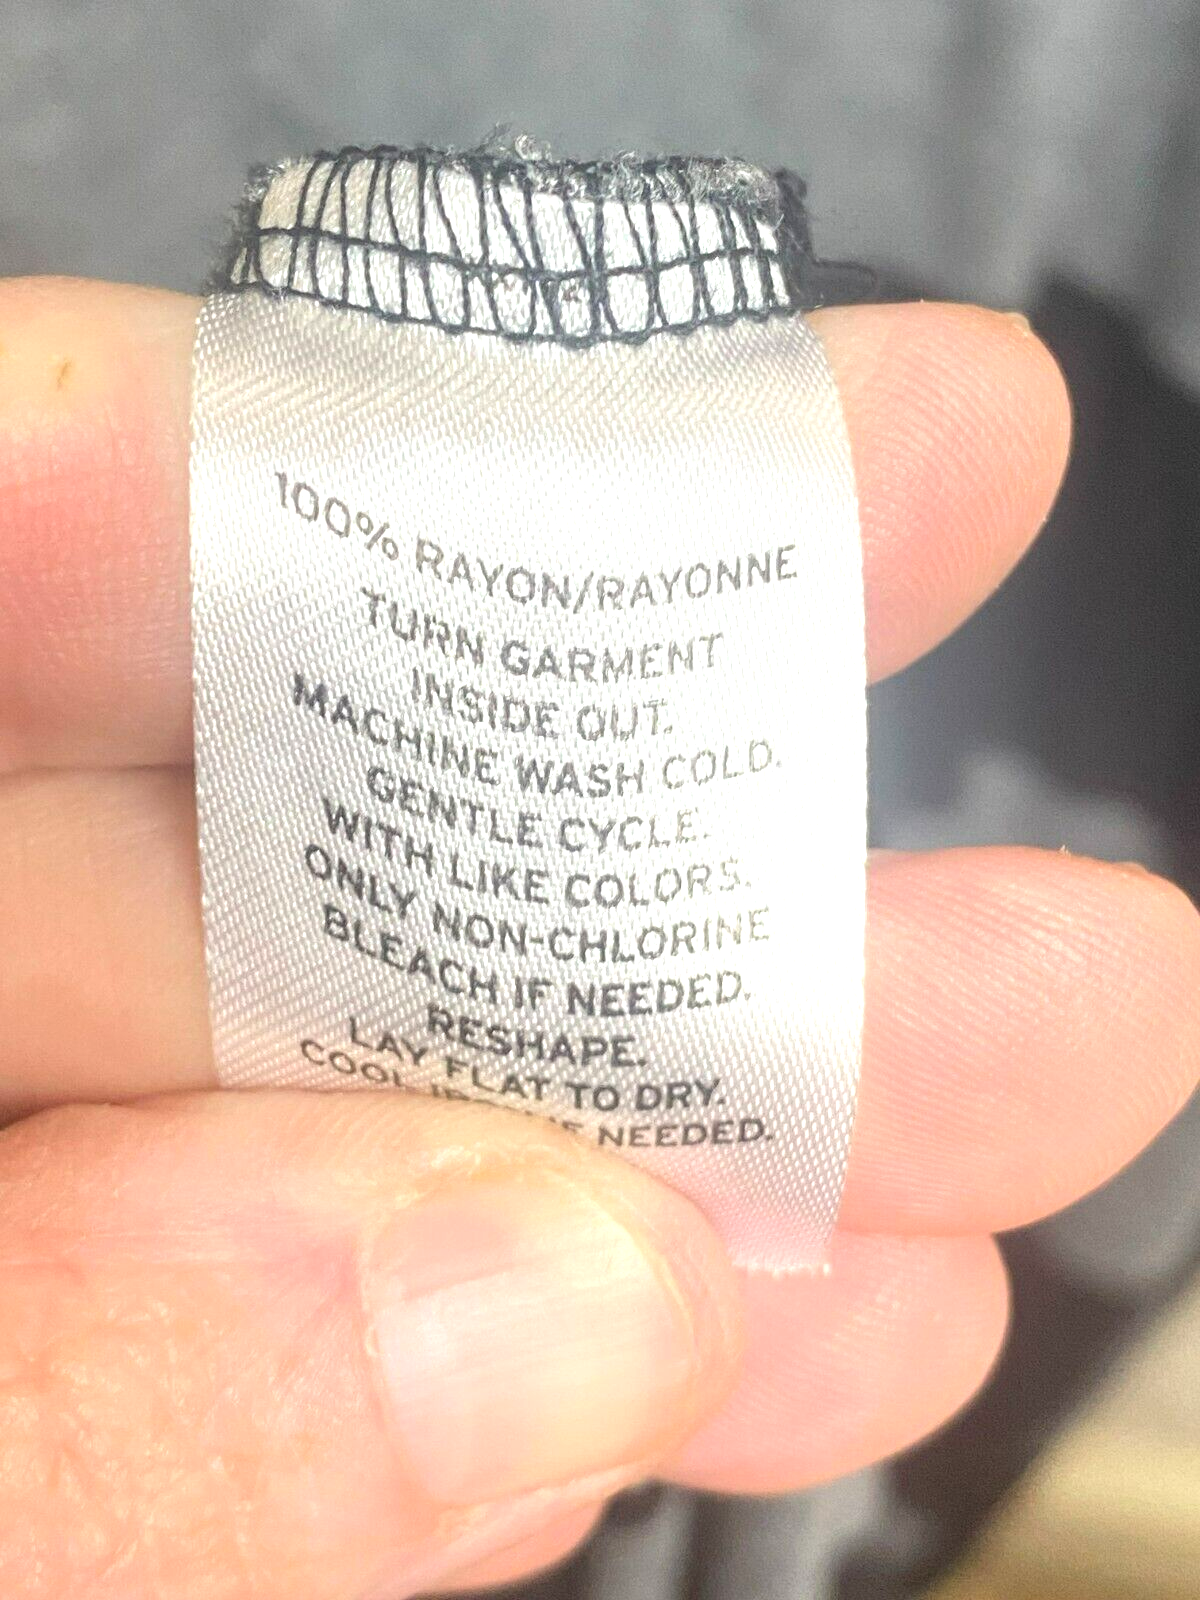 100% RAYON/RAYONNE
TURN GARMENT
INSIDE OUT.
MACHINE WASH COLD.
GENTLE CYCLE.
WITH LIKE COLORS.
ONLY NON-CHLORINE
BLEACH IF NEEDED.
RESHAPE.
LAY FLAT TO DRY.
COOL NEEDED.